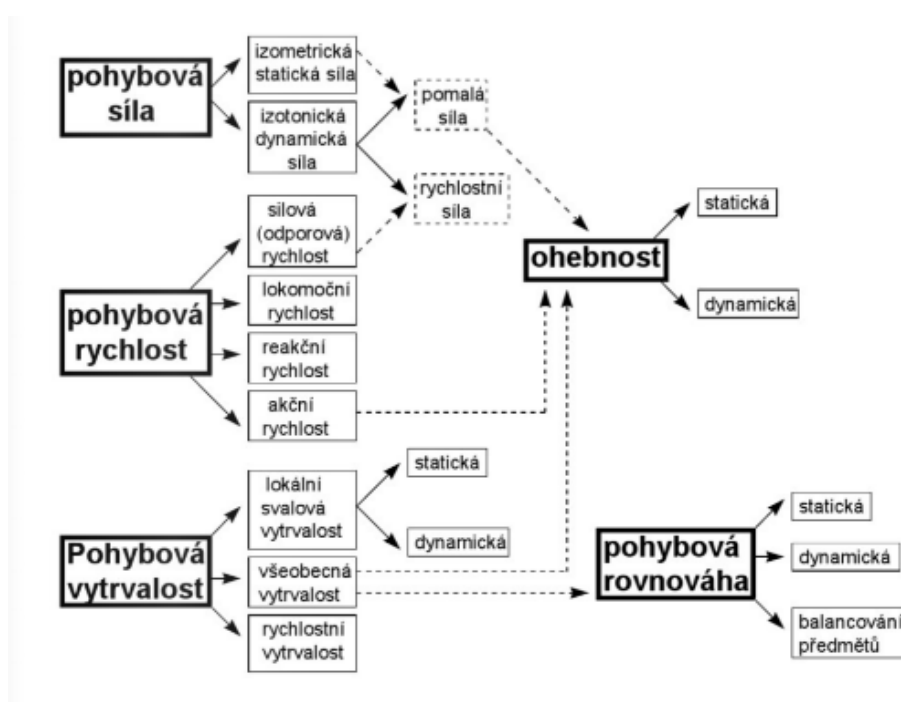 pohybová
síla
izometrická
statická síla
izotonická
dynamická
síla
pomalá
síla
rychlostní
síla
pohybová
rychlost
silová
(odporová)
rychlost
lokomoční
rychlost
reakční
rychlost
akční
rychlost
ohebnost
statická
dynamická
Pohybová
vytrvalost
lokální
svalová
vytrvalost
statická
dynamická
všeobecná
vytrvalost
rychlostní
vytrvalost
pohybová
rovnováha
statická
dynamická
balancování
předmětů